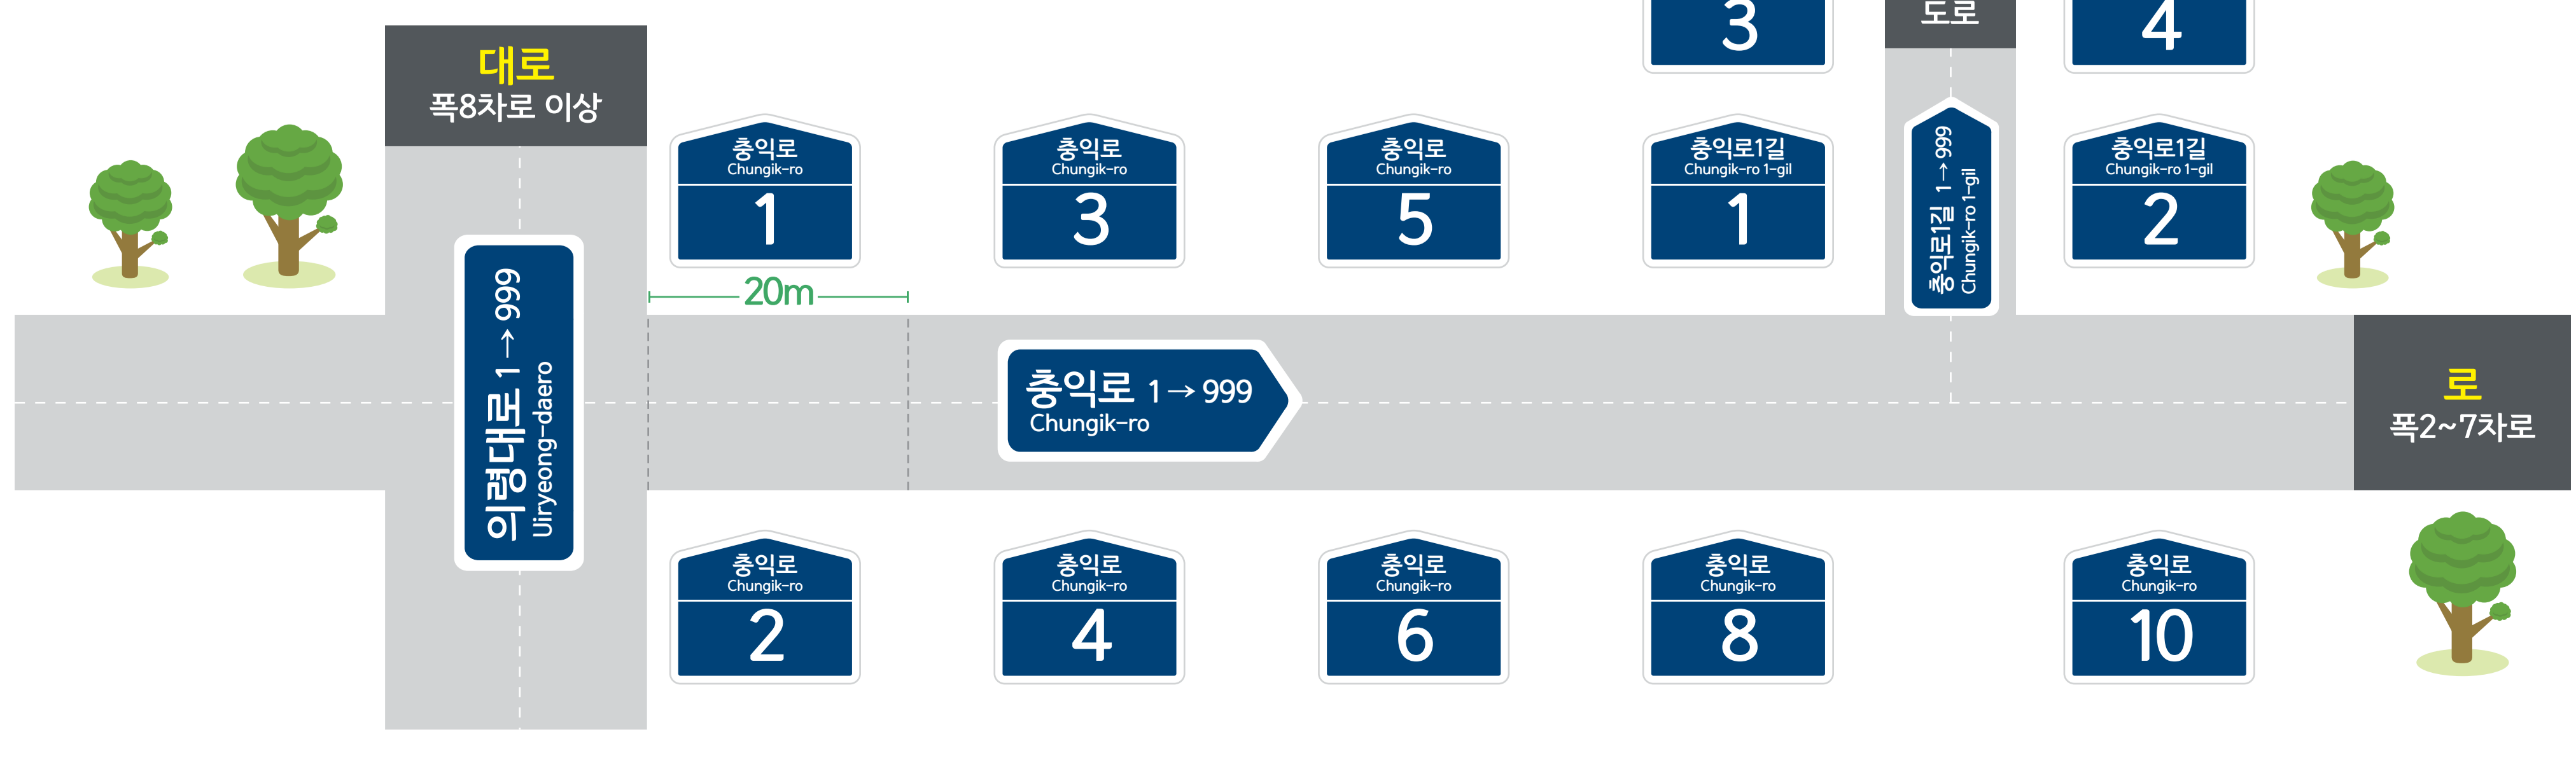 대로
폭8차로 이상
3
도로
4
충익로
Chungik-ro
1
충익로
Chungik-ro
3
충익로
Chungik-ro
5
충익로1길
Chungik-ro 1-gil
1
충익로1길 1→999
Chungik-ro 1-gil
충익로1길
Chungik-ro 1-gil
2
20m
의령대로 1→999
Uiryeong-daero
충익로 1→999
Chungik-ro
로
폭2~7차로
충익로
Chungik-ro
2
충익로
Chungik-ro
4
충익로
Chungik-ro
6
충익로
Chungik-ro
8
충익로
Chungik-ro
10